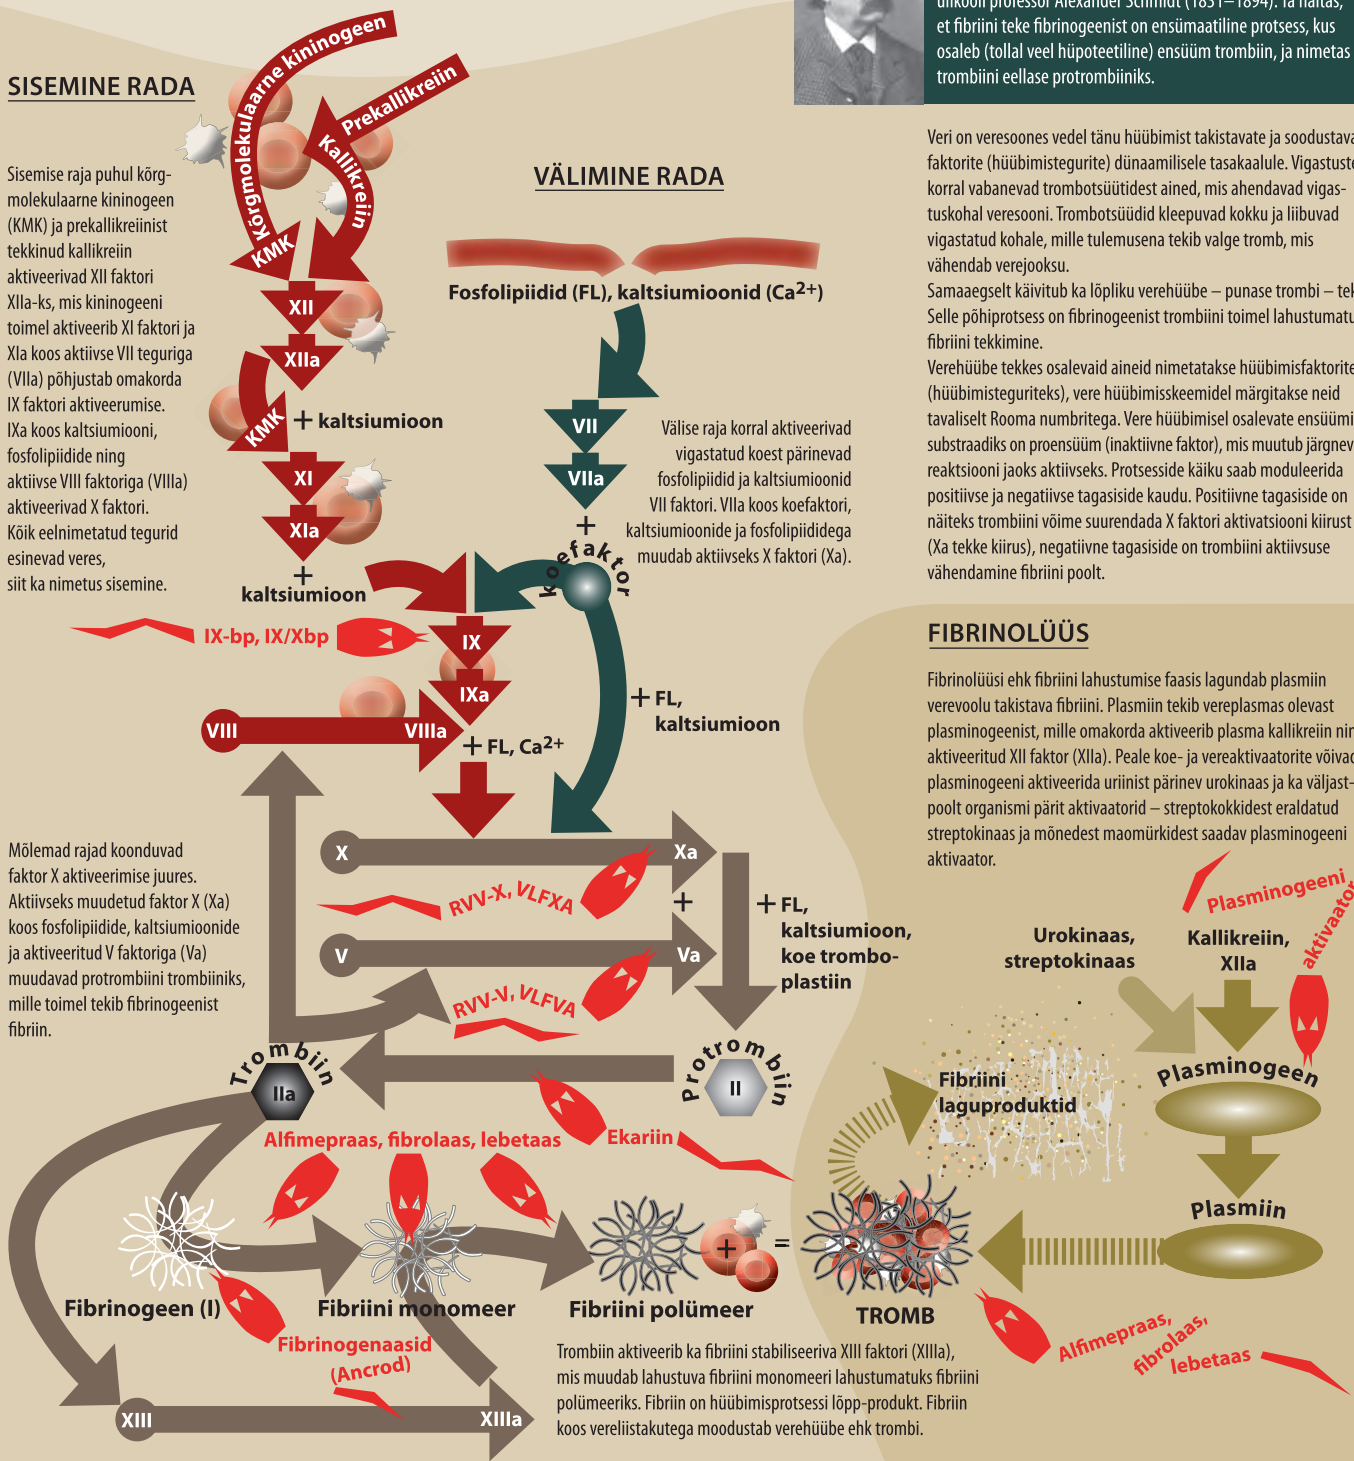 ülikooli professor Alexander Schmidt (1831–1894). Ta näitas,
et fibriini teke fibrinogeenist on ensümaatiline protsess, kus
osaleb (tollal veel hüpoteetiline) ensüüm trombiin, ja nimetas
trombiini eellase protrombiiniks.
SISEMINE RADA
Kõrgmolekulaarne kininogeen
Prekallikreiin
Kallikreiin
KMK
Sisemise raja puhul kõrg-
molekulaarne kininogeen
(KMK) ja prekallikreiinist
tekkinud kallikreiin
aktiveerivad XII faktori
XIIa-ks, mis kininogeeni
toimel aktiveerib XI faktori ja
XIa koos aktiivse VII teguriga
(VIIa) põhjustab omakorda
IX faktori aktiveerumise.
IXa koos kaltsiumiooni,
fosfolipiidide ning
aktiivse VIII faktoriga (VIIIa)
aktiveerivad X faktori.
Kõik eelnimetatud tegurid
esinevad veres,
siit ka nimetus sisemine.
XII
XIIa
KMK
+ kaltsiumioon
XI
XIa
+
kaltsiumioon
VÄLIMINE RADA
Fosfolipiidid (FL), kaltsiumioonid (Ca2+)
VII
VIIa
+
koefaktor
Välise raja korral aktiveerivad
vigastatud koest pärinevad
fosfolipiidid ja kaltsiumioonid
VII faktori. VIIa koos koefaktori,
kaltsiumioonide ja fosfolipiididega
muudab aktiivseks X faktori (Xa).
IX-bp, IX/Xbp
IX
IXa
VIII
VIIIa
+ FL, Ca2+
+ FL,
kaltsiumioon
Veri on veresoones vedel tänu hüübimist takistavate ja soodustava
faktorite (hüübimistegurite) dünaamilisele tasakaalule. Vigastuste
korral vabanevad trombotsüütidest ained, mis ahendavad vigas-
tuskohal veresooni. Trombotsüüdid kleepuvad kokku ja liibuvad
vigastatud kohale, mille tulemusena tekib valge tromb, mis
vähendab verejooksu.
Samaaegselt käivitub ka lõpliku verehüübe – punase trombi – tek
Selle põhiprotsess on fibrinogeenist trombiini toimel lahustumatu
fibriini tekkimine.
Verehüübe tekkes osalevaid aineid nimetatakse hüübimisfaktorite
(hüübimisteguriteks), vere hüübimisskeemidel märgitakse neid
tavaliselt Rooma numbritega. Vere hüübimisel osalevate ensüümi
substraadiks on proensüüm (inaktiivne faktor), mis muutub järgnev
reaktsiooni jaoks aktiivseks. Protsesside käiku saab moduleerida
positiivse ja negatiivse tagasiside kaudu. Positiivne tagasiside on
näiteks trombiini võime suurendada X faktori aktivatsiooni kiirust
(Xa tekke kiirus), negatiivne tagasiside on trombiini aktiivsuse
vähendamine fibriini poolt.
FIBRINOLÜÜS
Fibrinolüüsi ehk fibriini lahustumise faasis lagundab plasmiin
verevoolu takistava fibriini. Plasmiin tekib vereplasmas olevast
plasminogeenist, mille omakorda aktiveerib plasma kallikreiin nin
aktiveeritud XII faktor (XIIa). Peale koe- ja vereaktivaatorite võivad
plasminogeeni aktiveerida uriinist pärinev urokinaas ja ka väljast-
poolt organismi pärit aktivaatorid – streptokokkidest eraldatud
streptokinaas ja mõnedest maomürkidest saadav plasminogeeni
aktivaator.
Mõlemad rajad koonduvad
faktor X aktiveerimise juures.
Aktiivseks muudetud faktor X (Xa)
koos fosfolipiidide, kaltsiumioonide
ja aktiveeritud V faktoriga (Va)
muudavad protrombiini trombiiniks,
mille toimel tekib fibrinogeenist
fibriin.
X
Xa
RVV-X, VLFXA
+
V
Va
RVV-V, VLFVA
+ FL,
kaltsiumioon,
koe trombo-
plastiin
Trombiin
IIa
Protrombiin
II
Ekariin
Alfimepraas, fibrolaas, lebetaas
Plasminogeeni
aktivaator
Urokinaas,
streptokinaas
Kallikreiin,
XIIa
Plasminogeen
Fibriini
laguproduktid
Plasmiin
Fibrinogeen (I)
Fibriini monomeer
Fibriini polümeer
+
=
TROMB
Fibrinogenaasid
(Ancrod)
Alfimepraas,
fibrolaas,
lebetaas
XIII
XIIIa
Trombiin aktiveerib ka fibriini stabiliseeriva XIII faktori (XIIIa),
mis muudab lahustuva fibriini monomeeri lahustumatuks fibriini
polümeeriks. Fibriin on hüübimisprotsessi lõpp-produkt. Fibriin
koos vereliistakutega moodustab verehüübe ehk trombi.